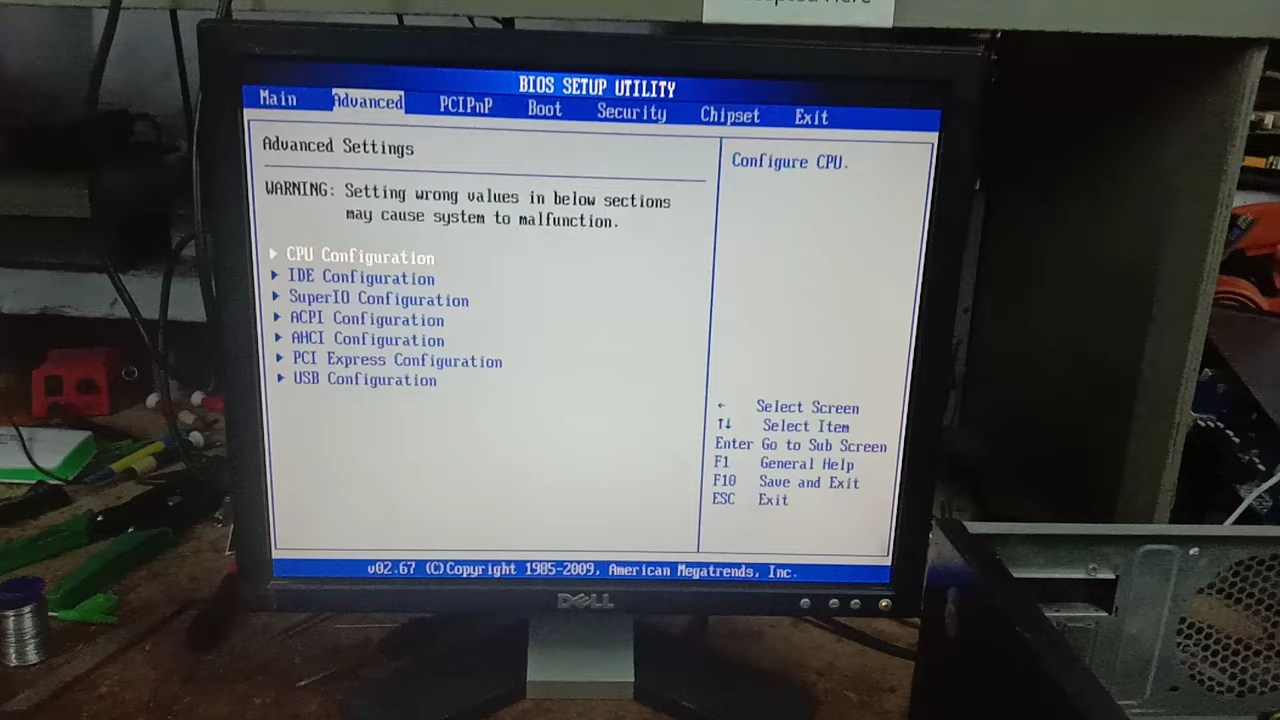 BIOS SETUP UTILITY
Main Advanced PCIPnP Boot Security Chipset Exit
Advanced Settings
WARNING: Setting wrong values in below sections
may cause system to malfunction.
CPU Configuration
IDE Configuration
SuperIO Configuration
ACPI Configuration
AHCI Configuration
PCI Express Configuration
USB Configuration
Configure CPU.
← Select Screen
↑↓ Select Item
Enter Go to Sub Screen
F1 General Help
F10 Save and Exit
ESC Exit
v02.67 (C)Copyright 1985-2009, American Megatrends, Inc.
DELL